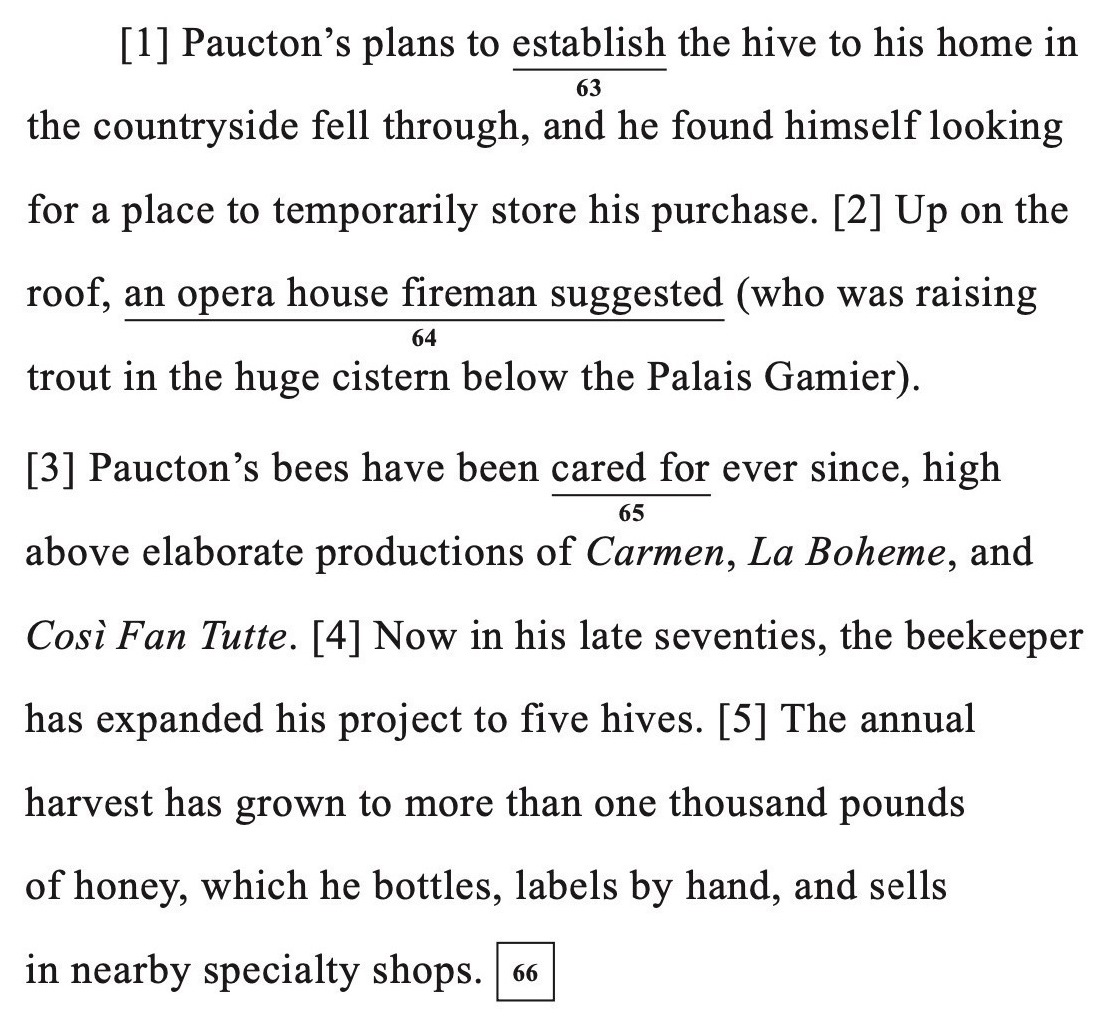 [1] Paucton’s plans to establish the hive to his home in
63
the countryside fell through, and he found himself looking
for a place to temporarily store his purchase. [2] Up on the
roof, an opera house fireman suggested (who was raising
64
trout in the huge cistern below the Palais Gamier).
[3] Paucton’s bees have been cared for ever since, high
65
above elaborate productions of Carmen, La Boheme, and
Così Fan Tutte. [4] Now in his late seventies, the beekeeper
has expanded his project to five hives. [5] The annual
harvest has grown to more than one thousand pounds
of honey, which he bottles, labels by hand, and sells
in nearby specialty shops. 66